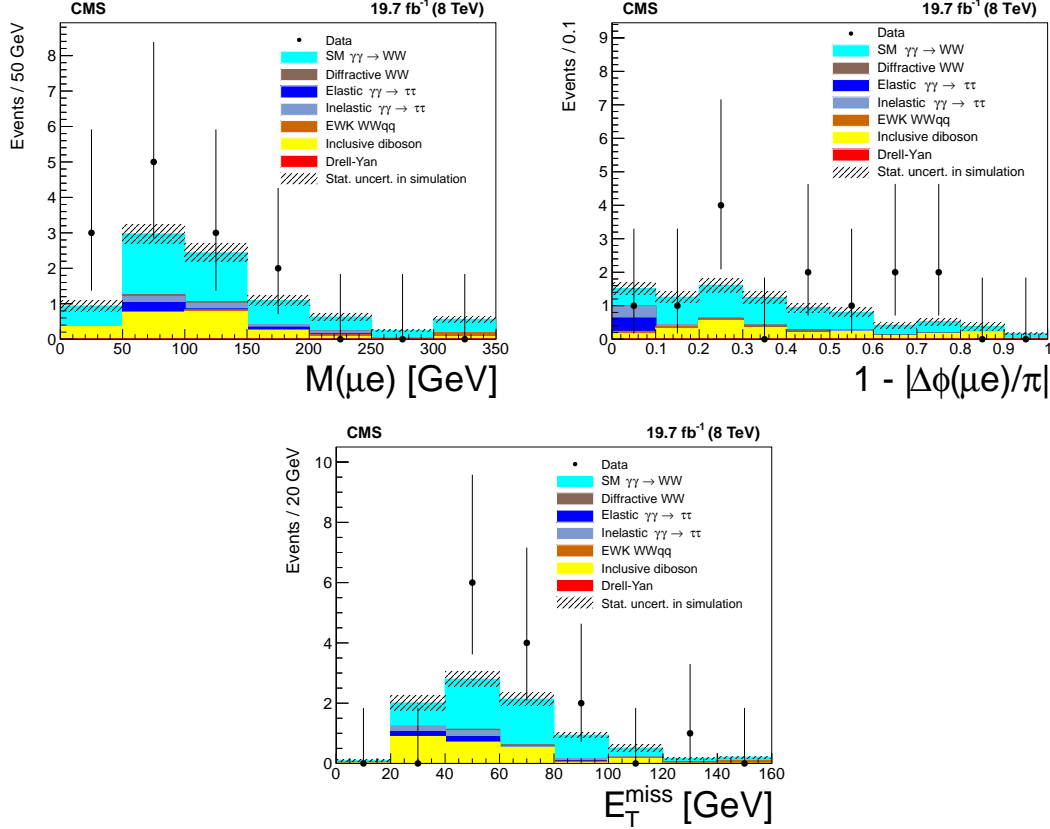 CMS
19.7 fb⁻¹ (8 TeV)
Events / 50 GeV
8
7
6
5
4
3
2
1
0
Data
SM γγ → WW
Diffractive WW
Elastic γγ → ττ
Inelastic γγ → ττ
EWK WWqq
Inclusive diboson
Drell-Yan
Stat. uncert. in simulation
0 50 100 150 200 250 300 350
M(μe) [GeV]
CMS
19.7 fb⁻¹ (8 TeV)
Events / 0.1
9
8
7
6
5
4
3
2
1
0
Data
SM γγ → WW
Diffractive WW
Elastic γγ → ττ
Inelastic γγ → ττ
EWK WWqq
Inclusive diboson
Drell-Yan
Stat. uncert. in simulation
0 0.1 0.2 0.3 0.4 0.5 0.6 0.7 0.8 0.9 1
1 - |Δϕ(μe)/π|
CMS
19.7 fb⁻¹ (8 TeV)
Events / 20 GeV
10
8
6
4
2
0
Data
SM γγ → WW
Diffractive WW
Elastic γγ → ττ
Inelastic γγ → ττ
EWK WWqq
Inclusive diboson
Drell-Yan
Stat. uncert. in simulation
0 20 40 60 80 100 120 140 160
E_T^miss [GeV]